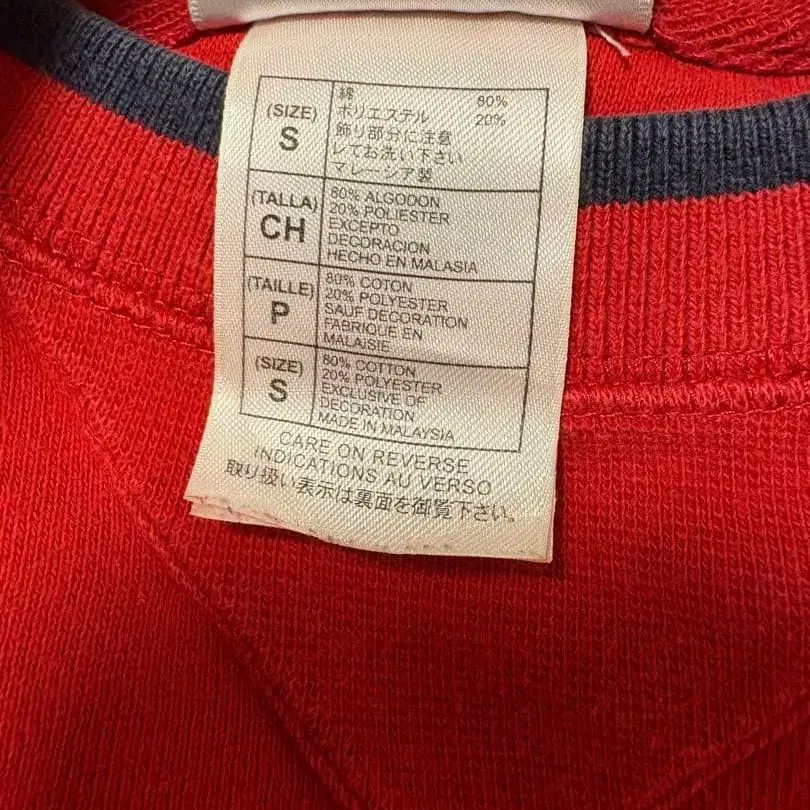 (SIZE)
S
綿 80%
ポリエステル 20%
飾り部分に注意
してお洗い下さい
マレーシア製
(TALLA)
CH
80% ALGODON
20% POLIESTER
EXCEPTO
DECORACION
HECHO EN MALASIA
(TAILLE)
P
80% COTON
20% POLYESTER
SAUF DECORATION
FABRIQUE EN
MALAISIE
(SIZE)
S
80% COTTON
20% POLYESTER
EXCLUSIVE OF
DECORATION
MADE IN MALAYSIA
CARE ON REVERSE
INDICATIONS AU VERSO
取り扱い表示は裏面を御覧下さい。